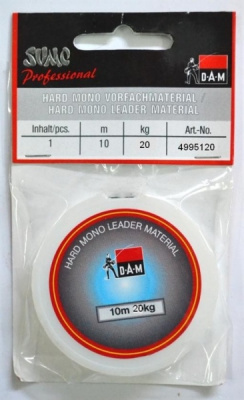 SUMO
Professional
D·A·M
HARD MONO VORFACHMATERIAL /
HARD MONO LEADER MATERIAL
Inhalt/pcs. m kg Art.-No.
1 10 20 4995120
HARD MONO LEADER MATERIAL
D·A·M
10m 20kg